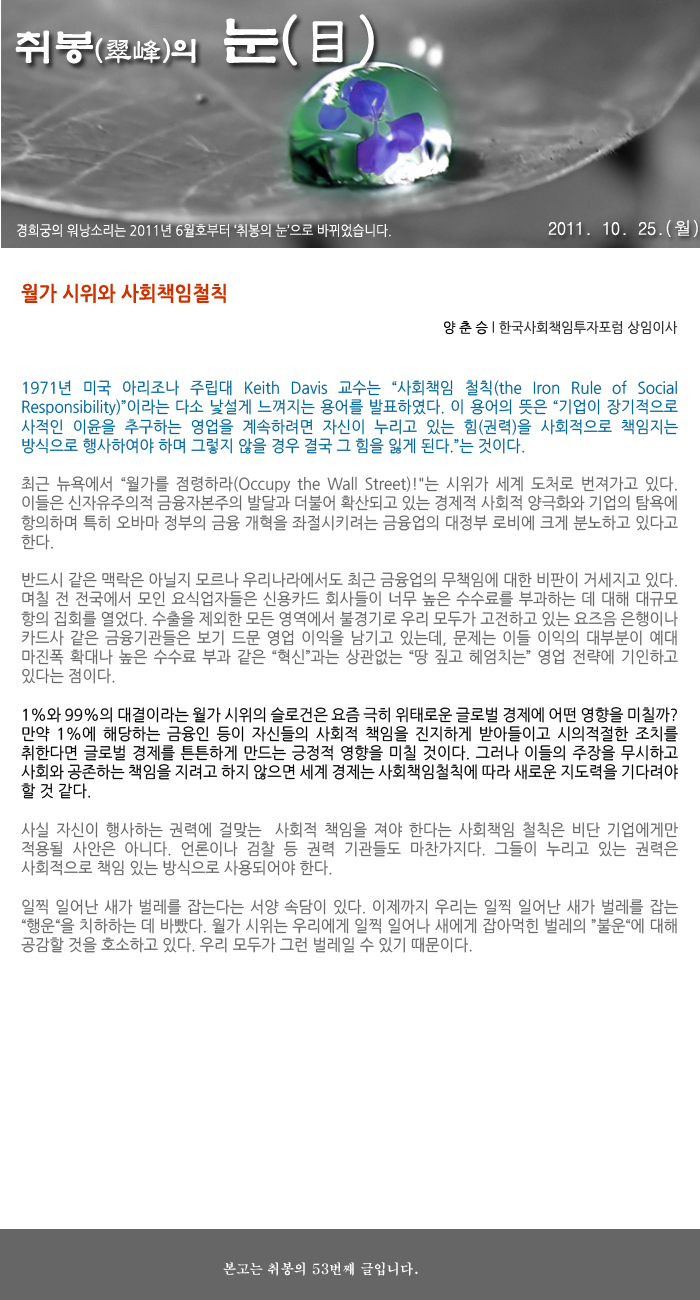 취봉(翠峰)의 눈(目)
경희궁의 워낭소리는 2011년 6월호부터 '취봉의 눈'으로 바뀌었습니다.
2011. 10. 25.(월)
월가 시위와 사회책임철칙
양 춘 승 l 한국사회책임투자포럼 상임이사
1971년 미국 아리조나 주립대 Keith Davis 교수는 “사회책임 철칙(the Iron Rule of Social
Responsibility)”이라는 다소 낯설게 느껴지는 용어를 발표하였다. 이 용어의 뜻은 “기업이 장기적으로
사적인 이윤을 추구하는 영업을 계속하려면 자신이 누리고 있는 힘(권력)을 사회적으로 책임지는
방식으로 행사하여야 하며 그렇지 않을 경우 결국 그 힘을 잃게 된다.”는 것이다.
최근 뉴욕에서 “월가를 점령하라(Occupy the Wall Street)!"는 시위가 세계 도처로 번져가고 있다.
이들은 신자유주의적 금융자본주의 발달과 더불어 확산되고 있는 경제적 사회적 양극화와 기업의 탐욕에
항의하며 특히 오바마 정부의 금융 개혁을 좌절시키려는 금융업의 대정부 로비에 크게 분노하고 있다고
한다.
반드시 같은 맥락은 아닐지 모르나 우리나라에서도 최근 금융업의 무책임에 대한 비판이 거세지고 있다.
며칠 전 전국에서 모인 요식업자들은 신용카드 회사들이 너무 높은 수수료를 부과하는 데 대해 대규모
항의 집회를 열었다. 수출을 제외한 모든 영역에서 불경기로 우리 모두가 고전하고 있는 요즈음 은행이나
카드사 같은 금융기관들은 보기 드문 영업 이익을 남기고 있는데, 문제는 이들 이익의 대부분이 예대
마진폭 확대나 높은 수수료 부과 같은 “혁신”과는 상관없는 “땅 짚고 헤엄치는” 영업 전략에 기인하고
있다는 점이다.
1%와 99%의 대결이라는 월가 시위의 슬로건은 요즘 극히 위태로운 글로벌 경제에 어떤 영향을 미칠까?
만약 1%에 해당하는 금융인 등이 자신들의 사회적 책임을 진지하게 받아들이고 시의적절한 조치를
취한다면 글로벌 경제를 튼튼하게 만드는 긍정적 영향을 미칠 것이다. 그러나 이들의 주장을 무시하고
사회와 공존하는 책임을 지려고 하지 않으면 세계 경제는 사회책임철칙에 따라 새로운 지도력을 기다려야
할 것 같다.
사실 자신이 행사하는 권력에 걸맞는 사회적 책임을 져야 한다는 사회책임 철칙은 비단 기업에게만
적용될 사안은 아니다. 언론이나 검찰 등 권력 기관들도 마찬가지다. 그들이 누리고 있는 권력은
사회적으로 책임 있는 방식으로 사용되어야 한다.
일찍 일어난 새가 벌레를 잡는다는 서양 속담이 있다. 이제까지 우리는 일찍 일어난 새가 벌레를 잡는
“행운“을 치하하는 데 바빴다. 월가 시위는 우리에게 일찍 일어나 새에게 잡아먹힌 벌레의 ”불운“에 대해
공감할 것을 호소하고 있다. 우리 모두가 그런 벌레일 수 있기 때문이다.
본고는 취봉의 53번째 글입니다.